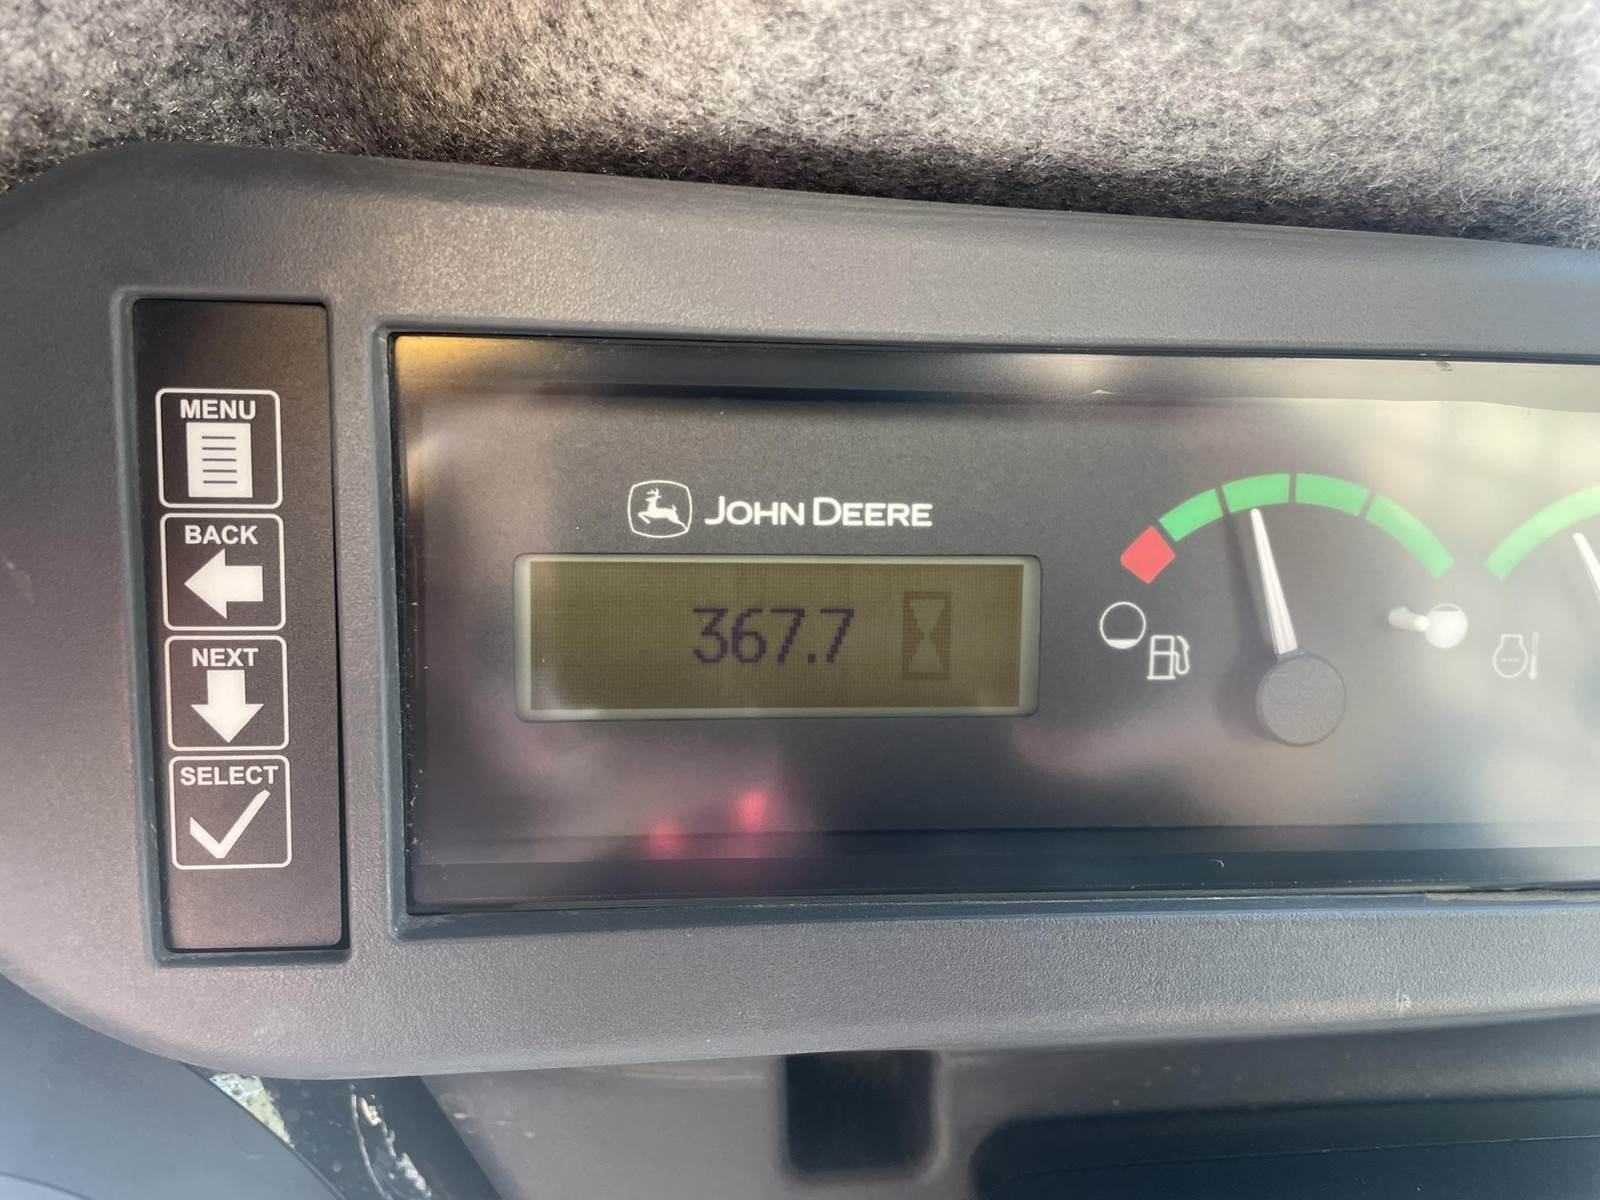 MENU
BACK
NEXT
SELECT
JOHN DEERE
367.7